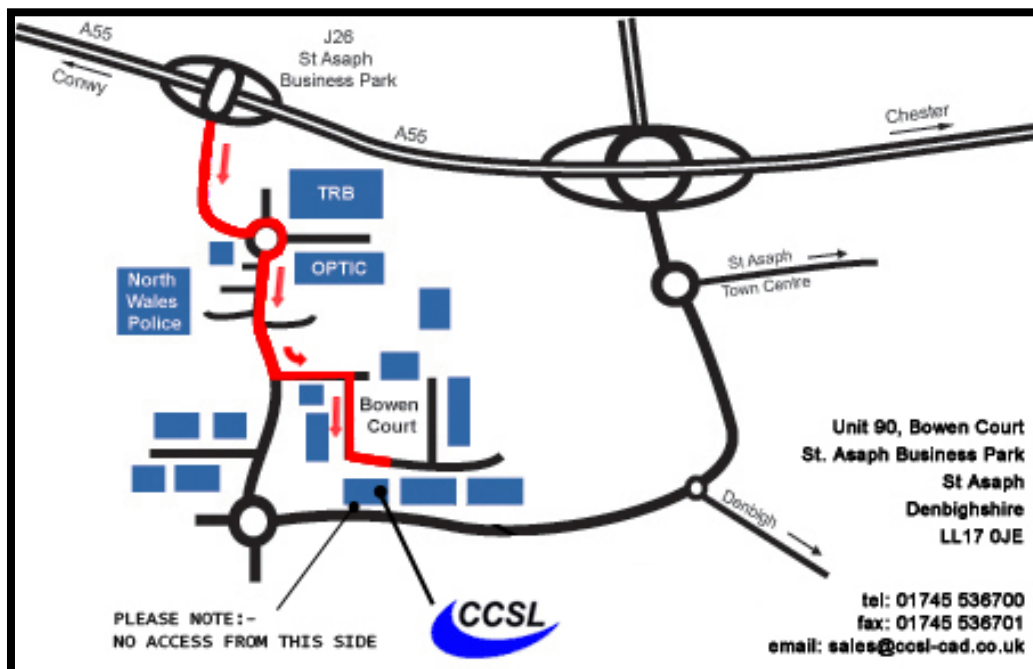 A55
Conwy
J26
St Asaph
Business Park
A55
Chester
TRB
OPTIC
North
Wales
Police
St Asaph
Town Centre
Bowen
Court
Denbigh
Unit 90, Bowen Court
St. Asaph Business Park
St Asaph
Denbighshire
LL17 0JE
PLEASE NOTE:-
NO ACCESS FROM THIS SIDE
CCSL
tel: 01745 536700
fax: 01745 536701
email: sales@ccsl-cad.co.uk